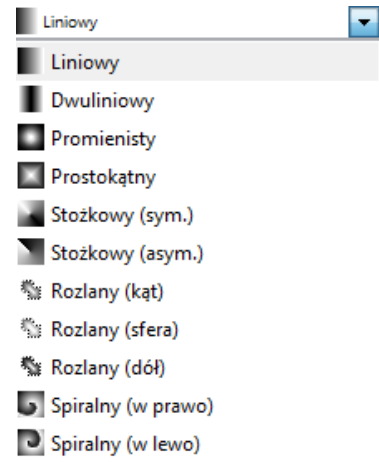 Liniowy
Liniowy
Dwuliniowy
Promienisty
Prostokątny
Stożkowy (sym.)
Stożkowy (asym.)
Rozlany (kąt)
Rozlany (sfera)
Rozlany (dół)
Spiralny (w prawo)
Spiralny (w lewo)